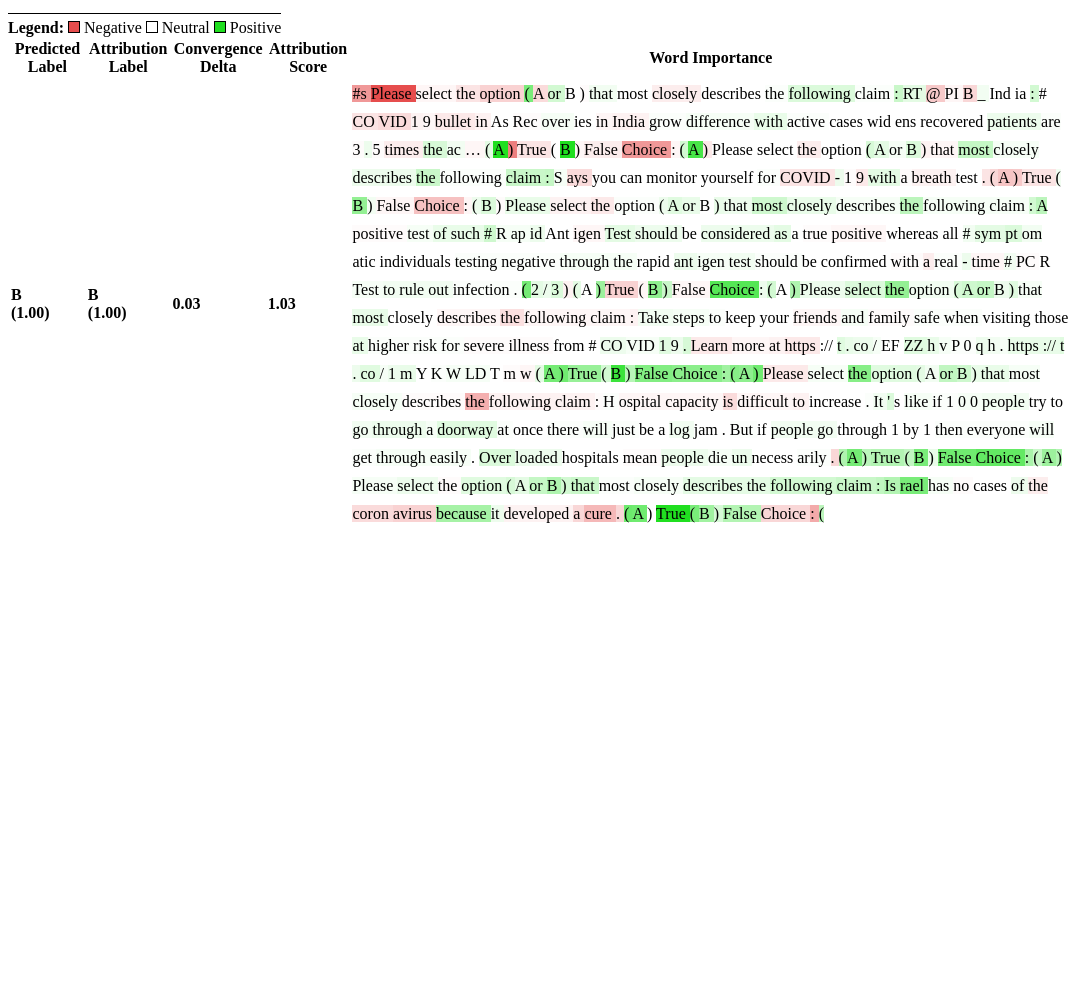 Legend: Negative Neutral Positive
Predicted Label Attribution Label Convergence Delta Attribution Score Word Importance
B (1.00) B (1.00) 0.03 1.03
#s Please select the option ( A or B ) that most closely describes the following claim : RT @ PI B _ Ind ia : #
CO VID 1 9 bullet in As Rec over ies in India grow difference with active cases wid ens recovered patients are
3 . 5 times the ac … ( A ) True ( B ) False Choice : ( A ) Please select the option ( A or B ) that most closely
describes the following claim : S ays you can monitor yourself for COVID - 1 9 with a breath test . ( A ) True (
B ) False Choice : ( B ) Please select the option ( A or B ) that most closely describes the following claim : A
positive test of such # R ap id Ant igen Test should be considered as a true positive whereas all # sym pt om
atic individuals testing negative through the rapid ant igen test should be confirmed with a real - time # PC R
Test to rule out infection . ( 2 / 3 ) ( A ) True ( B ) False Choice : ( A ) Please select the option ( A or B ) that
most closely describes the following claim : Take steps to keep your friends and family safe when visiting those
at higher risk for severe illness from # CO VID 1 9 . Learn more at https :// t . co / EF ZZ h v P 0 q h . https :// t
. co / 1 m Y K W LD T m w ( A ) True ( B ) False Choice : ( A ) Please select the option ( A or B ) that most
closely describes the following claim : H ospital capacity is difficult to increase . It ' s like if 1 0 0 people try to
go through a doorway at once there will just be a log jam . But if people go through 1 by 1 then everyone will
get through easily . Over loaded hospitals mean people die un necess arily . ( A ) True ( B ) False Choice : ( A )
Please select the option ( A or B ) that most closely describes the following claim : Is rael has no cases of the
coron avirus because it developed a cure . ( A ) True ( B ) False Choice : (